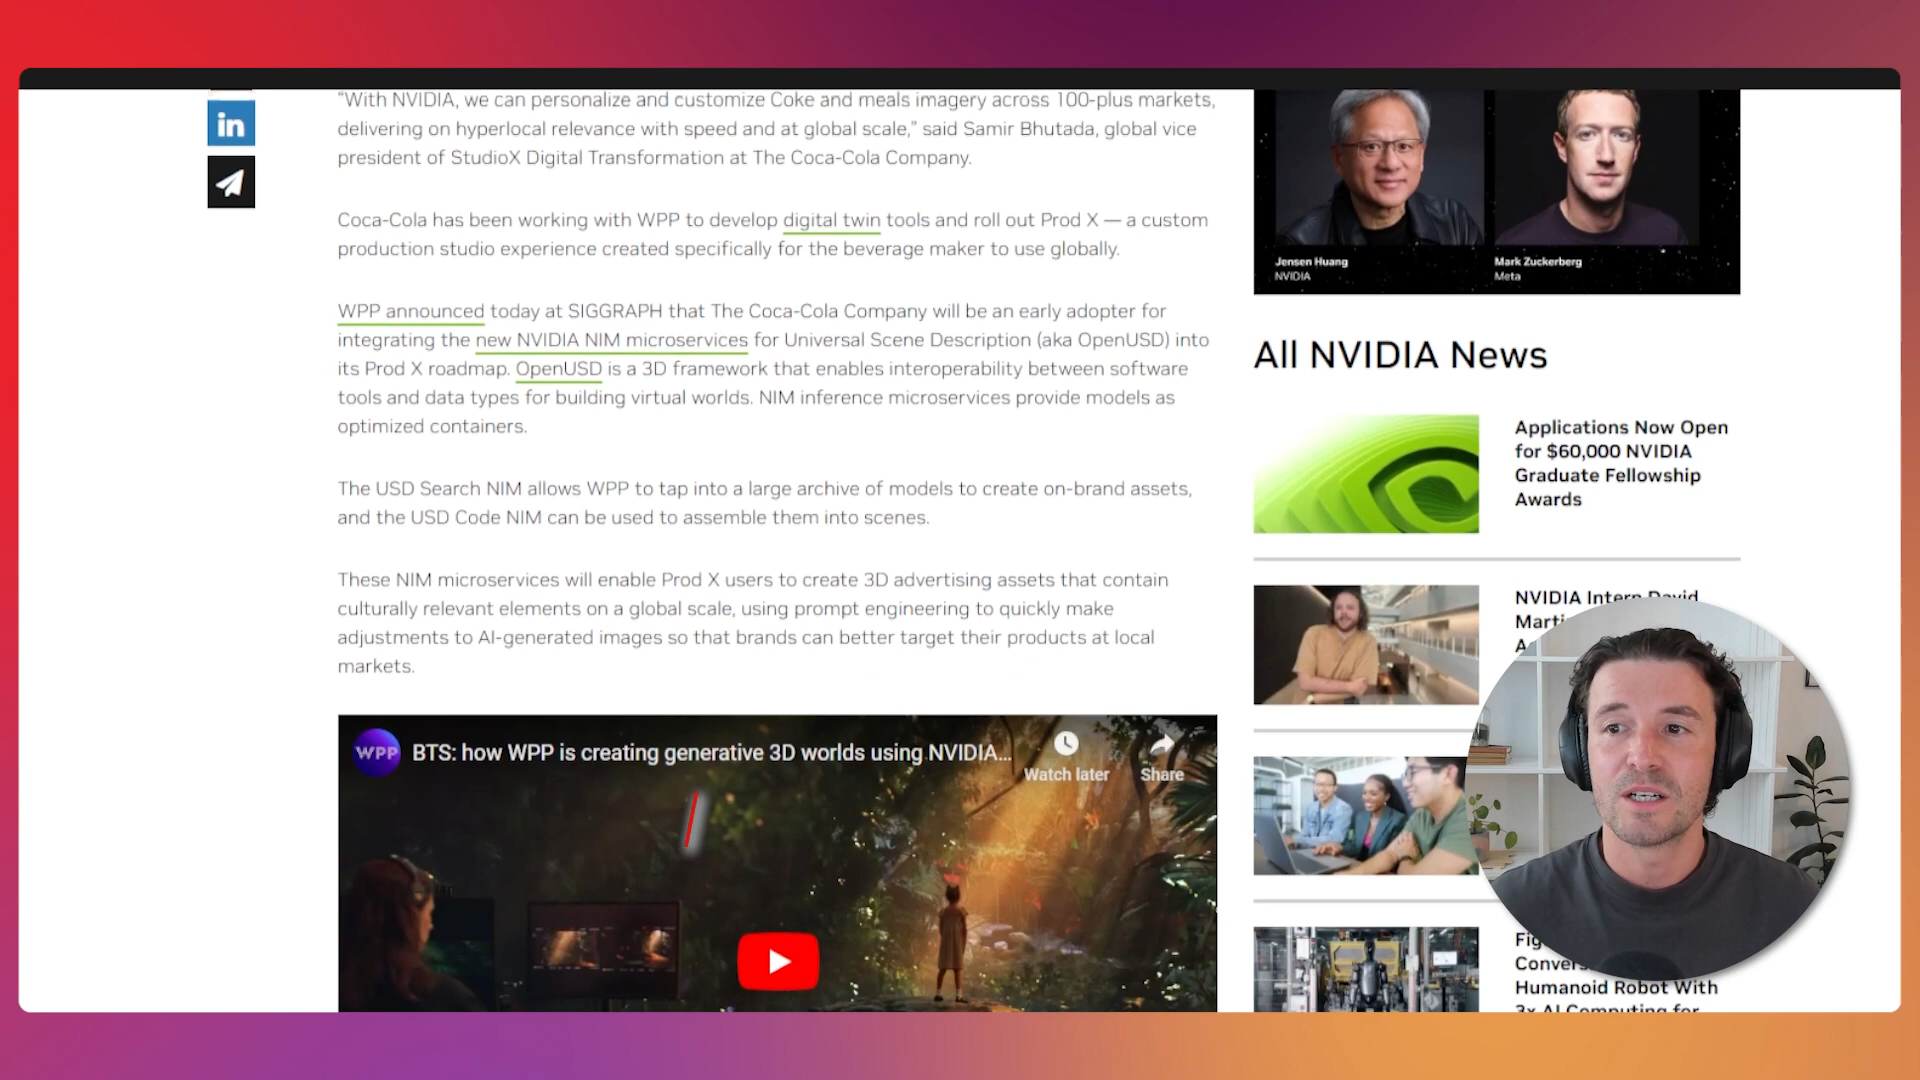 in
"With NVIDIA, we can personalize and customize Coke and meals imagery across 100-plus markets,
delivering on hyperlocal relevance with speed and at global scale," said Samir Bhutada, global vice
president of StudioX Digital Transformation at The Coca-Cola Company.
Coca-Cola has been working with WPP to develop digital twin tools and roll out Prod X — a custom
production studio experience created specifically for the beverage maker to use globally.
WPP announced today at SIGGRAPH that The Coca-Cola Company will be an early adopter for
integrating the new NVIDIA NIM microservices for Universal Scene Description (aka OpenUSD) into
its Prod X roadmap. OpenUSD is a 3D framework that enables interoperability between software
tools and data types for building virtual worlds. NIM inference microservices provide models as
optimized containers.
The USD Search NIM allows WPP to tap into a large archive of models to create on-brand assets,
and the USD Code NIM can be used to assemble them into scenes.
These NIM microservices will enable Prod X users to create 3D advertising assets that contain
culturally relevant elements on a global scale, using prompt engineering to quickly make
adjustments to AI-generated images so that brands can better target their products at local
markets.
WPP
BTS: how WPP is creating generative 3D worlds using NVIDIA...
Watch later
Share
Jensen Huang
NVIDIA
Mark Zuckerberg
Meta
All NVIDIA News
Applications Now Open
for $60,000 NVIDIA
Graduate Fellowship
Awards
NVIDIA Intern David
Marti
Humanoid Robot With
3x AI Computing for